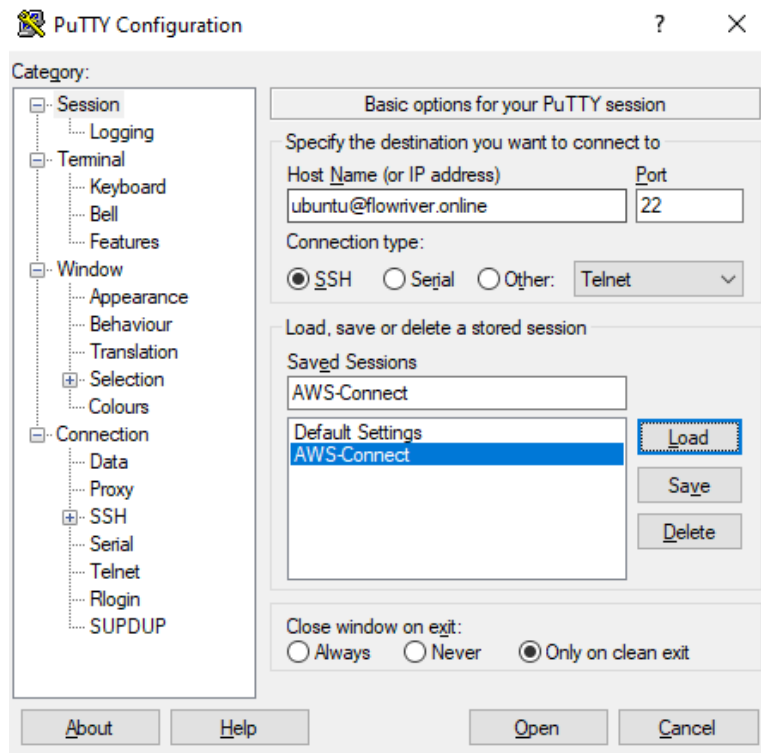 PuTTY Configuration
?
Category:
Session
Logging
Terminal
Keyboard
Bell
Features
Window
Appearance
Behaviour
Translation
Selection
Colours
Connection
Data
Proxy
SSH
Serial
Telnet
Rlogin
SUPDUP
Basic options for your PuTTY session
Specify the destination you want to connect to
Host Name (or IP address) Port
ubuntu@flowriver.online 22
Connection type:
SSH Serial Other: Telnet
Load, save or delete a stored session
Saved Sessions
AWS-Connect
Default Settings
AWS-Connect
Load
Save
Delete
Close window on exit:
Always Never Only on clean exit
About Help Open Cancel